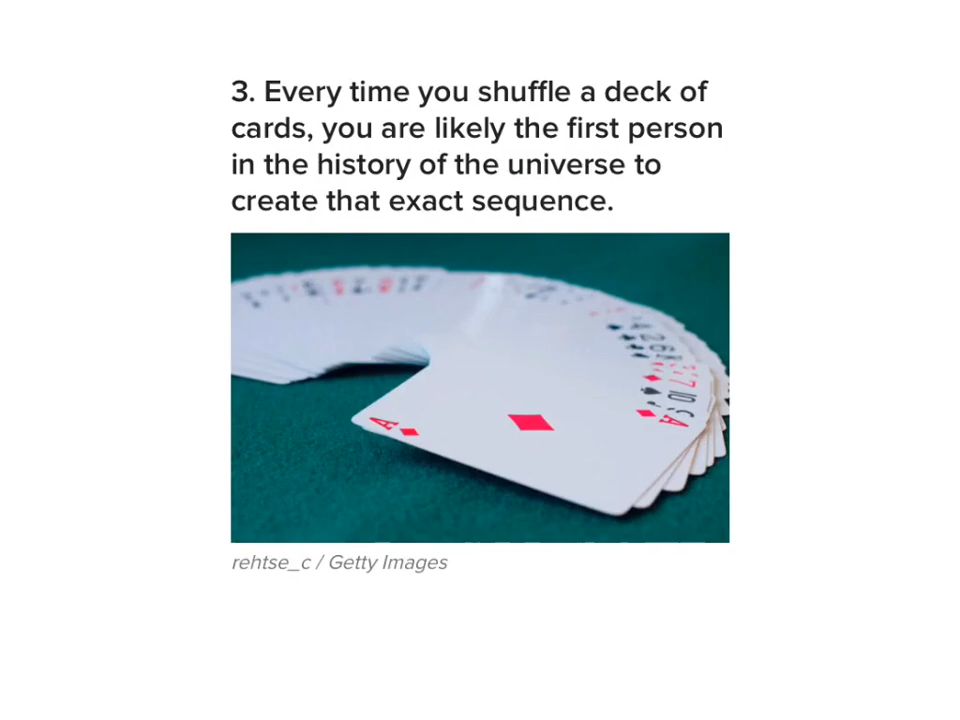 3. Every time you shuffle a deck of
cards, you are likely the first person
in the history of the universe to
create that exact sequence.
A
A
rehtse_c / Getty Images